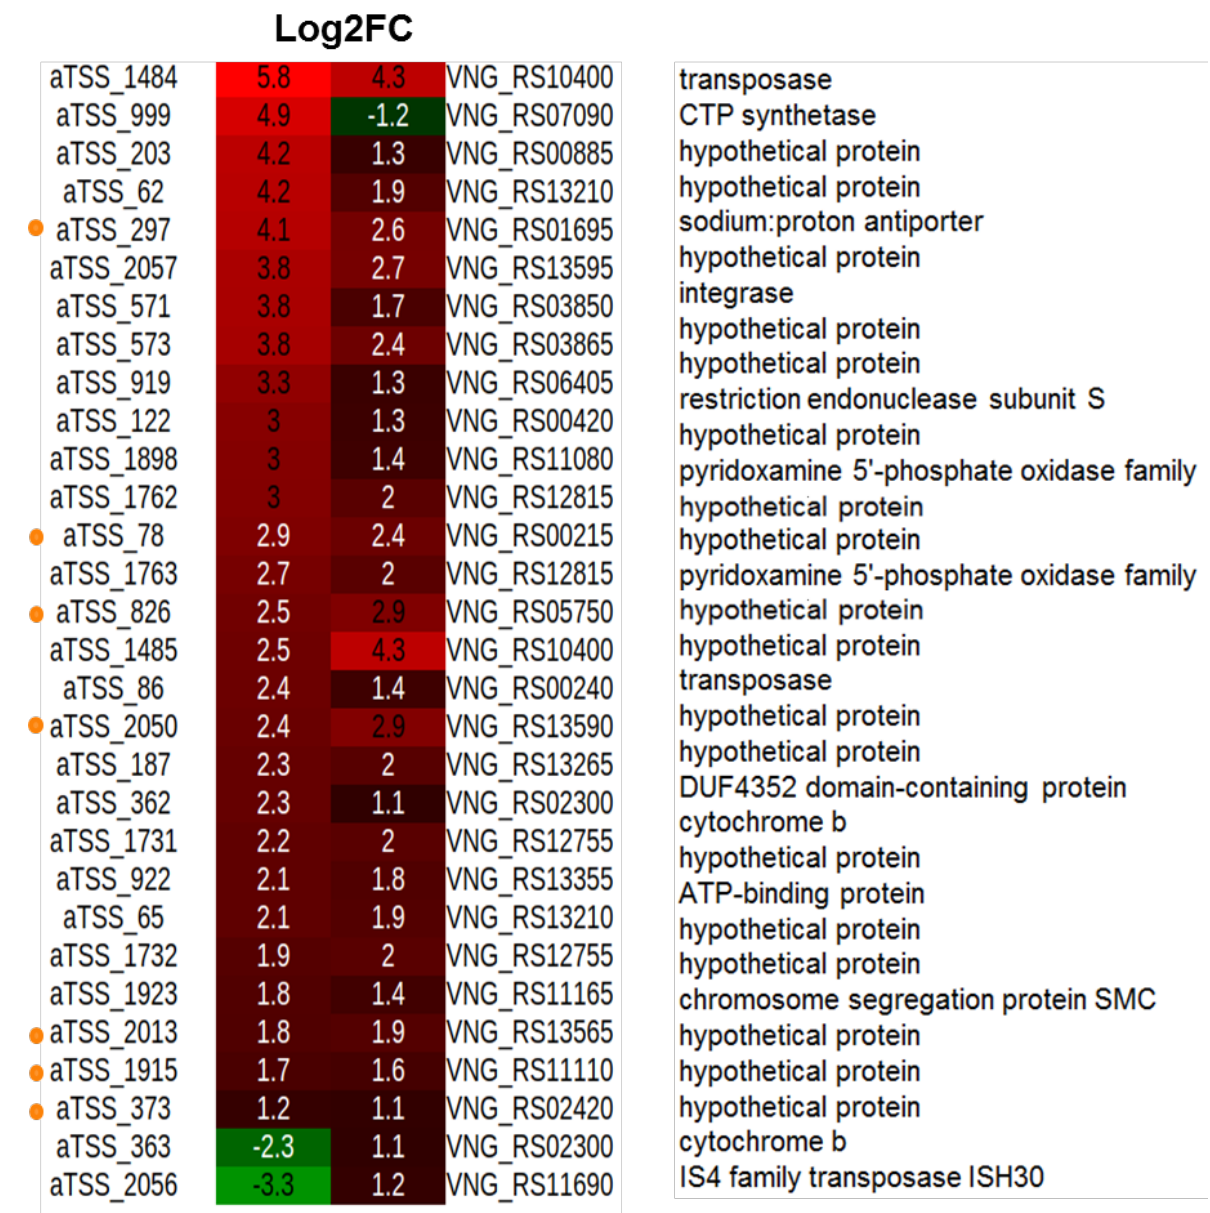 Log2FC
aTSS_1484 5.8 4.3 VNG_RS10400
aTSS_999 4.9 -1.2 VNG_RS07090
aTSS_203 4.2 1.3 VNG_RS00885
aTSS_62 4.2 1.9 VNG_RS13210
aTSS_297 4.1 2.6 VNG_RS01695
aTSS_2057 3.8 2.7 VNG_RS13595
aTSS_571 3.8 1.7 VNG_RS03850
aTSS_573 3.8 2.4 VNG_RS03865
aTSS_919 3.3 1.3 VNG_RS06405
aTSS_122 3 1.3 VNG_RS00420
aTSS_1898 3 1.4 VNG_RS11080
aTSS_1762 3 2 VNG_RS12815
aTSS_78 2.9 2.4 VNG_RS00215
aTSS_1763 2.7 2 VNG_RS12815
aTSS_826 2.5 2.9 VNG_RS05750
aTSS_1485 2.5 4.3 VNG_RS10400
aTSS_86 2.4 1.4 VNG_RS00240
aTSS_2050 2.4 2.9 VNG_RS13590
aTSS_187 2.3 2 VNG_RS13265
aTSS_362 2.3 1.1 VNG_RS02300
aTSS_1731 2.2 2 VNG_RS12755
aTSS_922 2.1 1.8 VNG_RS13355
aTSS_65 2.1 1.9 VNG_RS13210
aTSS_1732 1.9 2 VNG_RS12755
aTSS_1923 1.8 1.4 VNG_RS11165
aTSS_2013 1.8 1.9 VNG_RS13565
aTSS_1915 1.7 1.6 VNG_RS11110
aTSS_373 1.2 1.1 VNG_RS02420
aTSS_363 -2.3 1.1 VNG_RS02300
aTSS_2056 -3.3 1.2 VNG_RS11690
transposase
CTP synthetase
hypothetical protein
hypothetical protein
sodium:proton antiporter
hypothetical protein
integrase
hypothetical protein
hypothetical protein
restriction endonuclease subunit S
hypothetical protein
pyridoxamine 5'-phosphate oxidase family
hypothetical protein
hypothetical protein
pyridoxamine 5'-phosphate oxidase family
hypothetical protein
hypothetical protein
transposase
hypothetical protein
hypothetical protein
DUF4352 domain-containing protein
cytochrome b
hypothetical protein
ATP-binding protein
hypothetical protein
hypothetical protein
chromosome segregation protein SMC
hypothetical protein
hypothetical protein
hypothetical protein
cytochrome b
IS4 family transposase ISH30